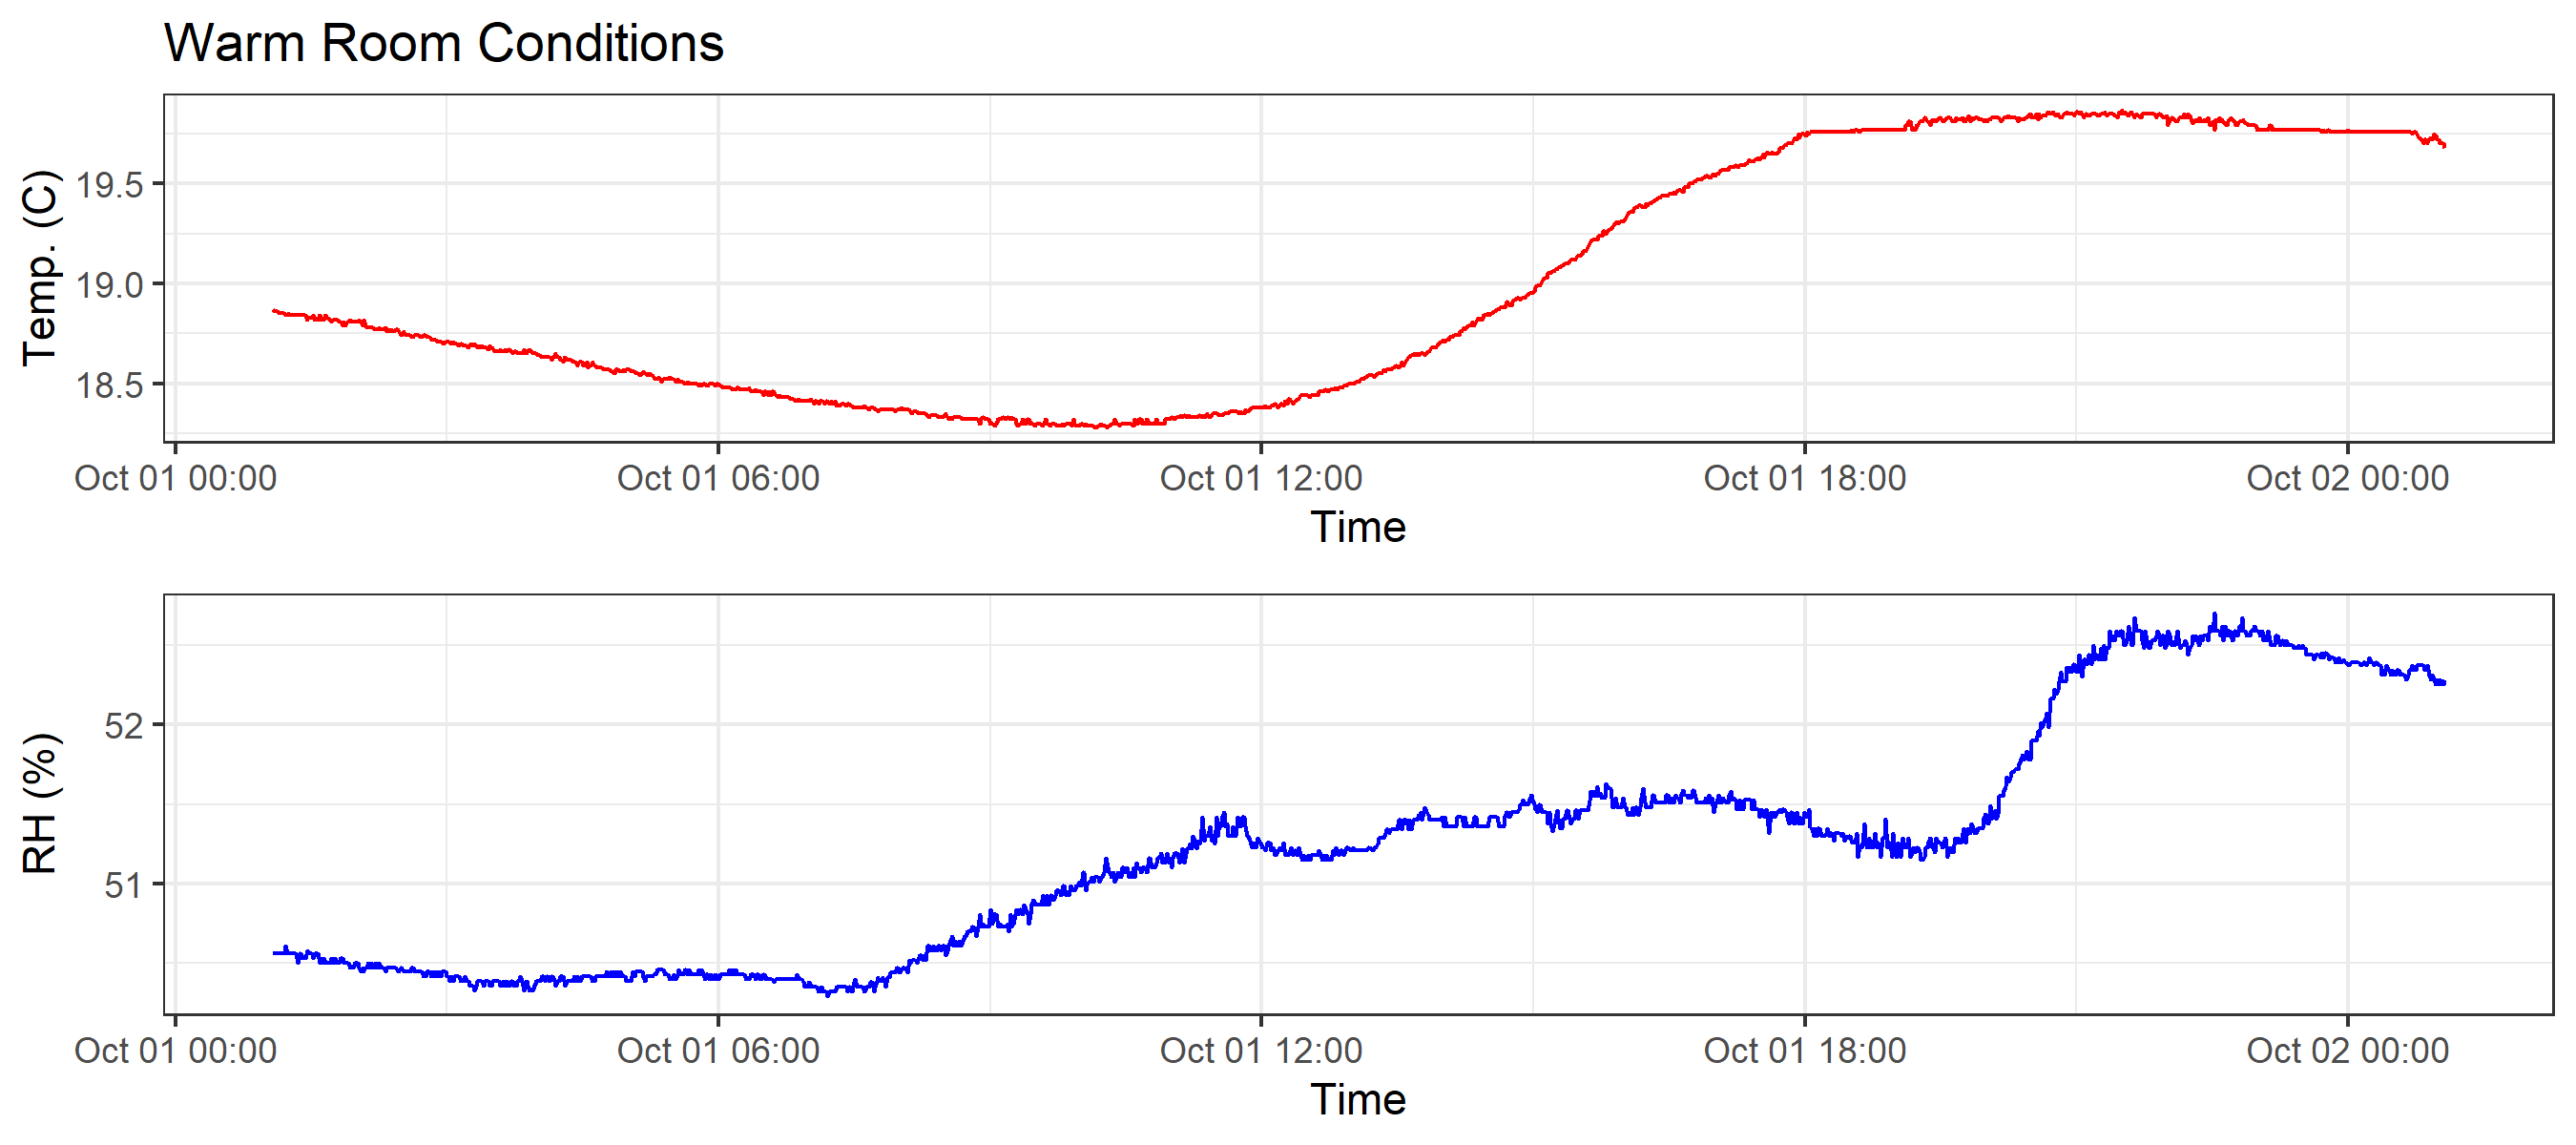 Warm Room Conditions
Temp. (C)
19.5
19.0
18.5
Oct 01 00:00 Oct 01 06:00 Oct 01 12:00 Oct 01 18:00 Oct 02 00:00
Time
RH (%)
52
51
Oct 01 00:00 Oct 01 06:00 Oct 01 12:00 Oct 01 18:00 Oct 02 00:00
Time